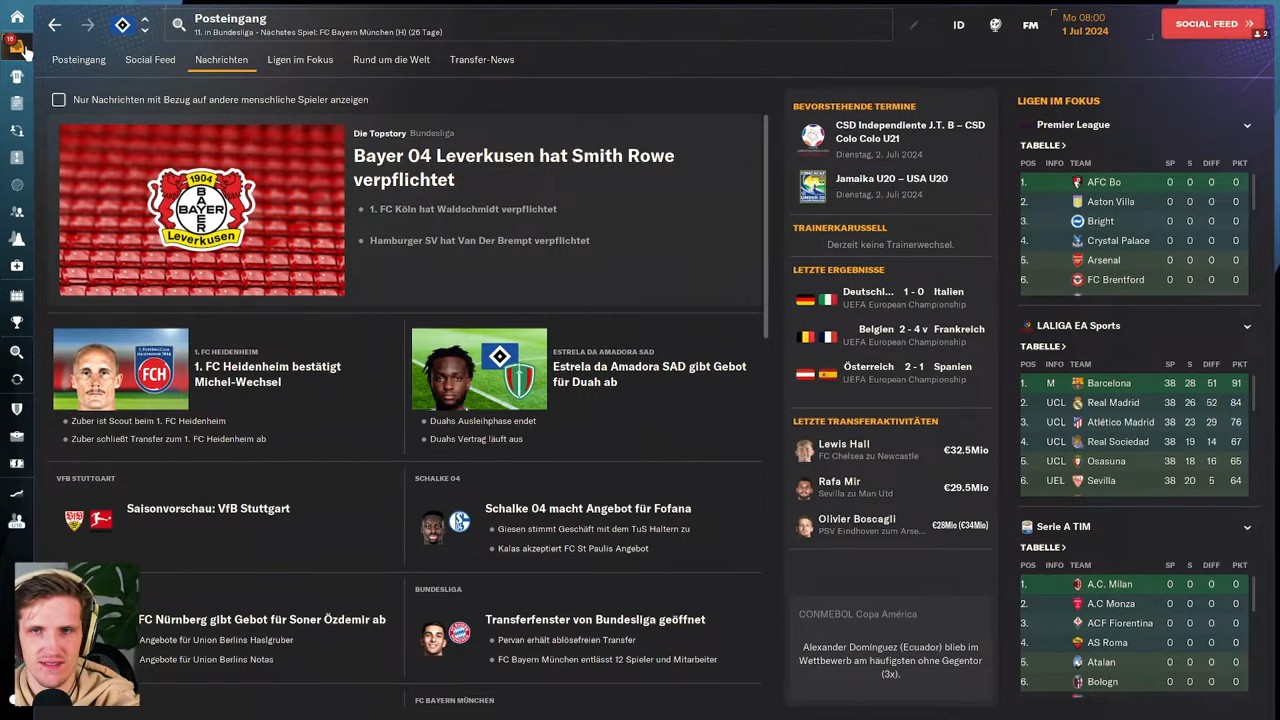 Posteingang
11. in Bundesliga - Nächstes Spiel: FC Bayern München (H) (26 Tage)
ID
FM
Mo 08:00
1 Jul 2024
SOCIAL FEED
2
15
Posteingang
Social Feed
Nachrichten
Ligen im Fokus
Rund um die Welt
Transfer-News
Nur Nachrichten mit Bezug auf andere menschliche Spieler anzeigen
1904
BAYER
Leverkusen
Die Topstory Bundesliga
Bayer 04 Leverkusen hat Smith Rowe
verpflichtet
1. FC Köln hat Waldschmidt verpflichtet
Hamburger SV hat Van Der Brempt verpflichtet
FCH
1. FC HEIDENHEIM
1. FC Heidenheim bestätigt
Michel-Wechsel
Zuber ist Scout beim 1. FC Heidenheim
Zuber schließt Transfer zum 1. FC Heidenheim ab
ESTRELA DA AMADORA SAD
Estrela da Amadora SAD gibt Gebot
für Duah ab
Duahs Ausleihphase endet
Duahs Vertrag läuft aus
VFB STUTTGART
Saisonvorschau: VfB Stuttgart
SCHALKE 04
Schalke 04 macht Angebot für Fofana
Giesen stimmt Geschäft mit dem TuS Haltern zu
Kalas akzeptiert FC St Paulis Angebot
FC Nürnberg gibt Gebot für Soner Özdemir ab
Angebote für Union Berlins Haslgruber
Angebote für Union Berlins Notas
BUNDESLIGA
Transferfenster von Bundesliga geöffnet
Pervan erhält ablösefreien Transfer
FC Bayern München entlässt 12 Spieler und Mitarbeiter
FC BAYERN MÜNCHEN
BEVORSTEHENDE TERMINE
CSD Independiente J.T. B – CSD
Colo Colo U21
Dienstag, 2. Juli 2024
Jamaika U20 – USA U20
Dienstag, 2. Juli 2024
TRAINERKARUSSELL
Derzeit keine Trainerwechsel.
LETZTE ERGEBNISSE
Deutschl... 1 - 0 Italien
UEFA European Championship
Belgien 2 - 4 v Frankreich
UEFA European Championship
Österreich 2 - 1 Spanien
UEFA European Championship
LETZTE TRANSFERAKTIVITÄTEN
Lewis Hall
FC Chelsea zu Newcastle
€32.5Mio
Rafa Mir
Sevilla zu Man Utd
€29.5Mio
Olivier Boscagli
PSV Eindhoven zum Arse...
€28Mio (€34Mio)
CONMEBOL Copa América
Alexander Domínguez (Ecuador) blieb im
Wettbewerb am häufigsten ohne Gegentor
(3x).
LIGEN IM FOKUS
Premier League
TABELLE
POS INFO TEAM SP S DIFF PKT
1. AFC Bo 0 0 0 0
2. Aston Villa 0 0 0 0
3. Bright 0 0 0 0
4. Crystal Palace 0 0 0 0
5. Arsenal 0 0 0 0
6. FC Brentford 0 0 0 0
LALIGA EA Sports
TABELLE
POS INFO TEAM SP S DIFF PKT
1. M Barcelona 38 28 51 91
2. UCL Real Madrid 38 26 52 84
3. UCL Atlético Madrid 38 23 29 76
4. UCL Real Sociedad 38 19 14 67
5. UCL Osasuna 38 18 16 65
6. UEL Sevilla 38 20 5 64
Serie A TIM
TABELLE
POS INFO TEAM SP S DIFF PKT
1. A.C. Milan 0 0 0 0
2. A.C Monza 0 0 0 0
3. ACF Fiorentina 0 0 0 0
4. AS Roma 0 0 0 0
5. Atalan 0 0 0 0
6. Bologn 0 0 0 0